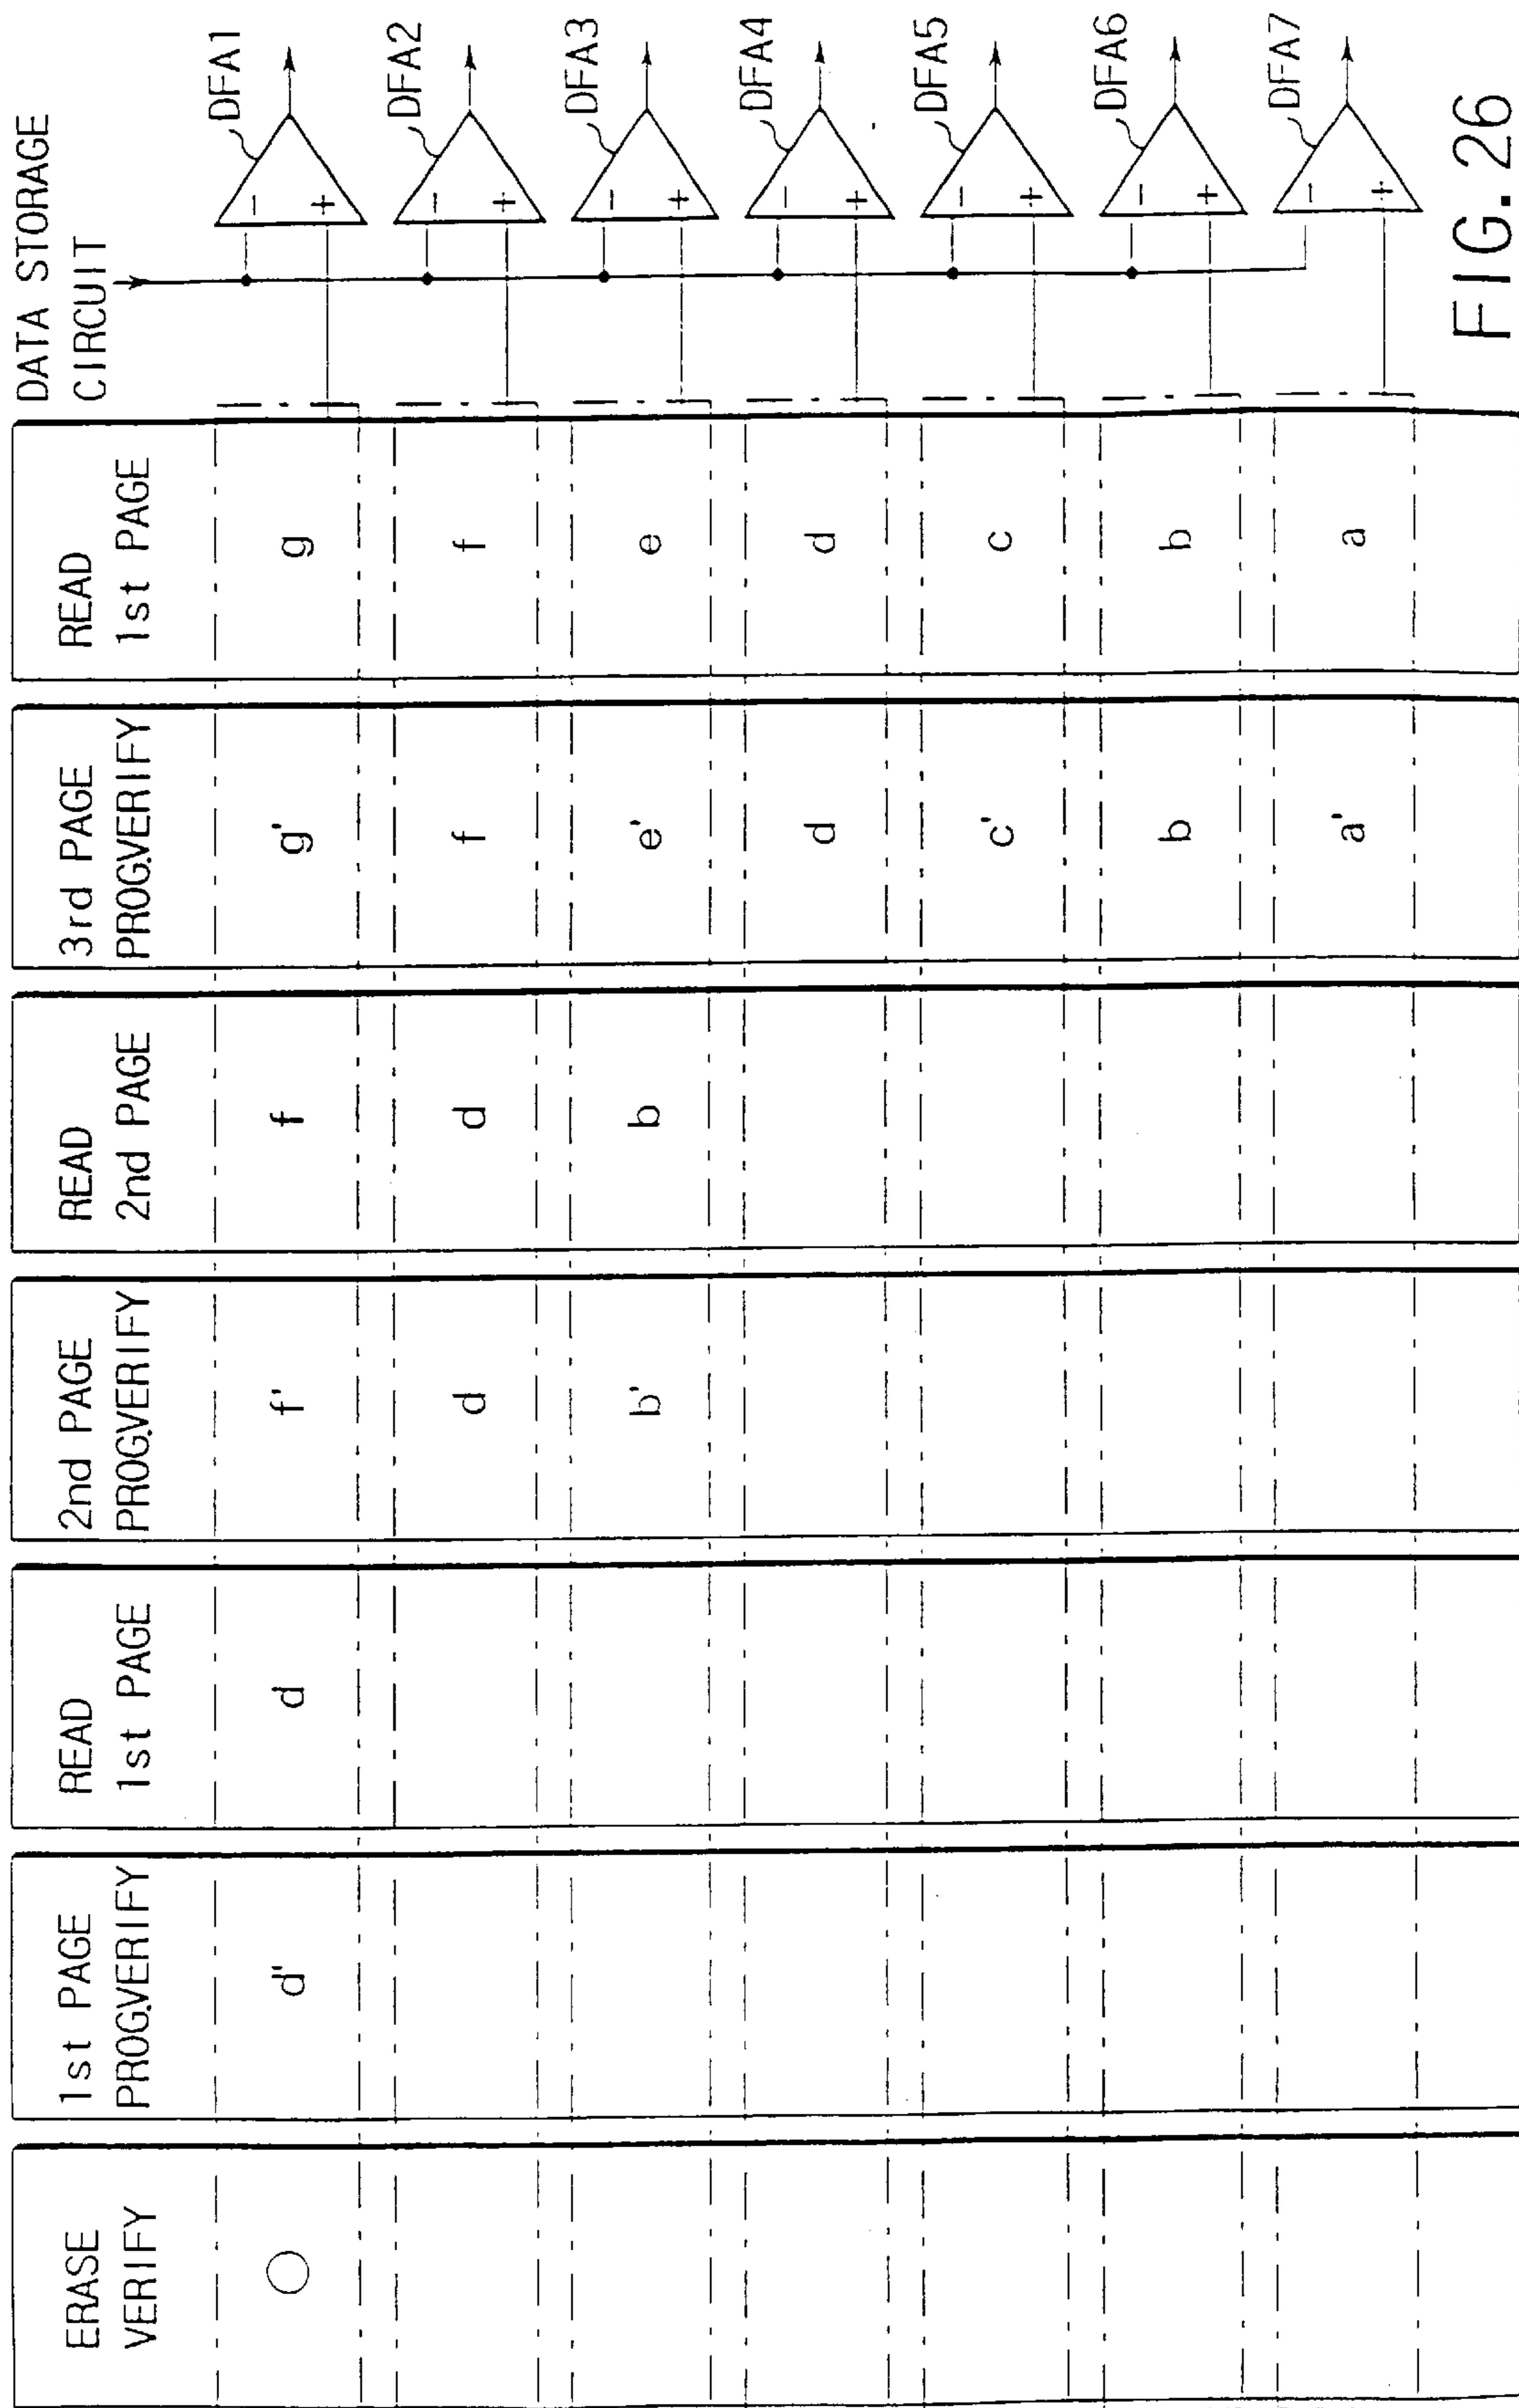 ERASE
VERIFY
1st PAGE
PROG.VERIFY
READ
1st PAGE
2nd PAGE
PROG.VERIFY
READ
2nd PAGE
3rd PAGE
PROG.VERIFY
READ
1st PAGE
DATA STORAGE
CIRCUIT
○ d" d f' f g' g − + DFA1
d d f f − + DFA2
b' b e' e − + DFA3
d d − + DFA4
c' c − + DFA5
b b − + DFA6
a' a − + DFA7
FIG. 26